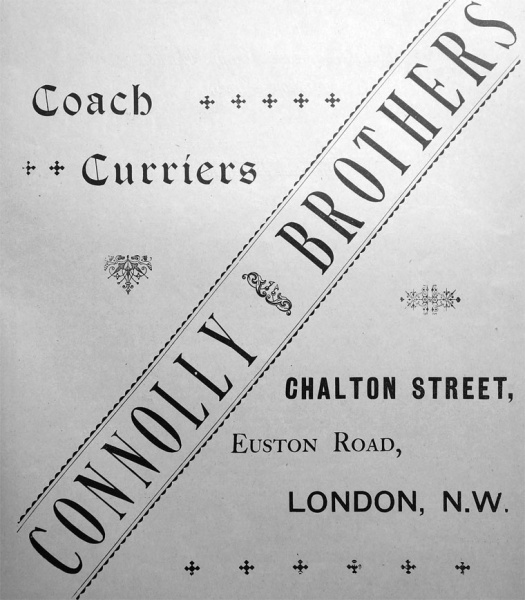 Coach
Curriers
CONNOLLY BROTHERS
CHALTON STREET,
EUSTON ROAD,
LONDON, N.W.